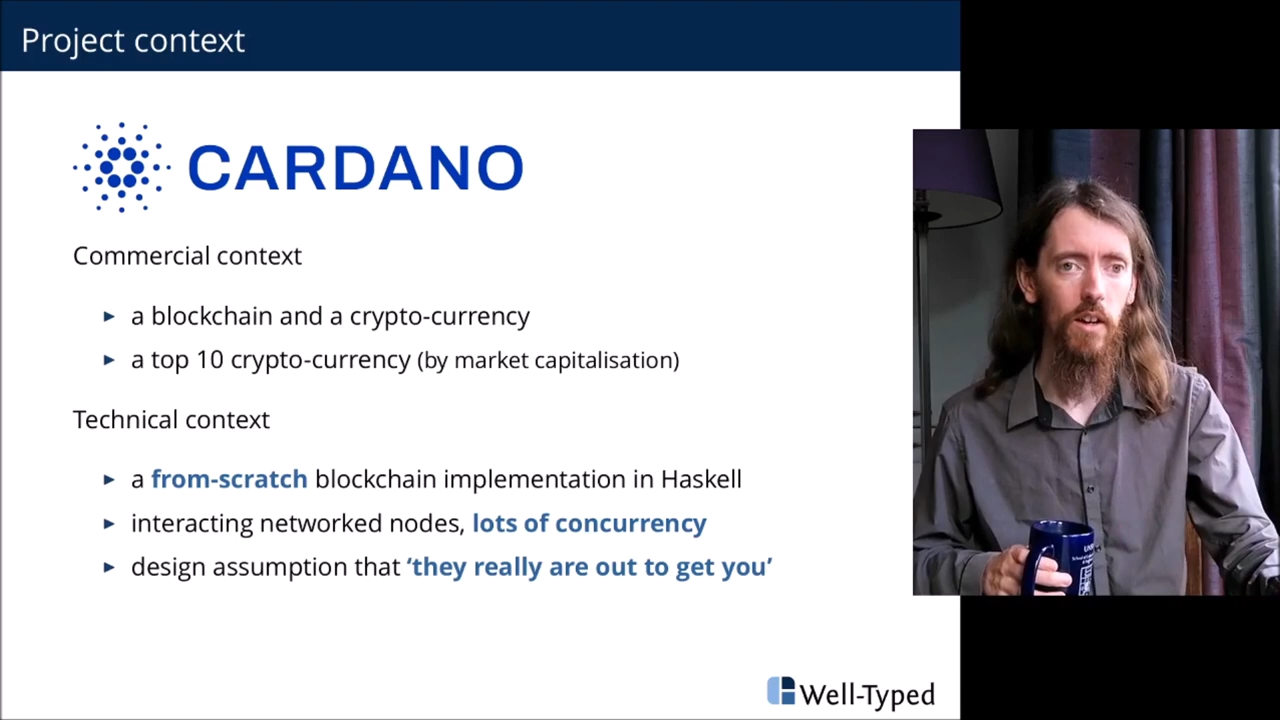 Project context
CARDANO
Commercial context
a blockchain and a crypto-currency
a top 10 crypto-currency (by market capitalisation)
Technical context
a from-scratch blockchain implementation in Haskell
interacting networked nodes, lots of concurrency
design assumption that ‘they really are out to get you’
Well-Typed